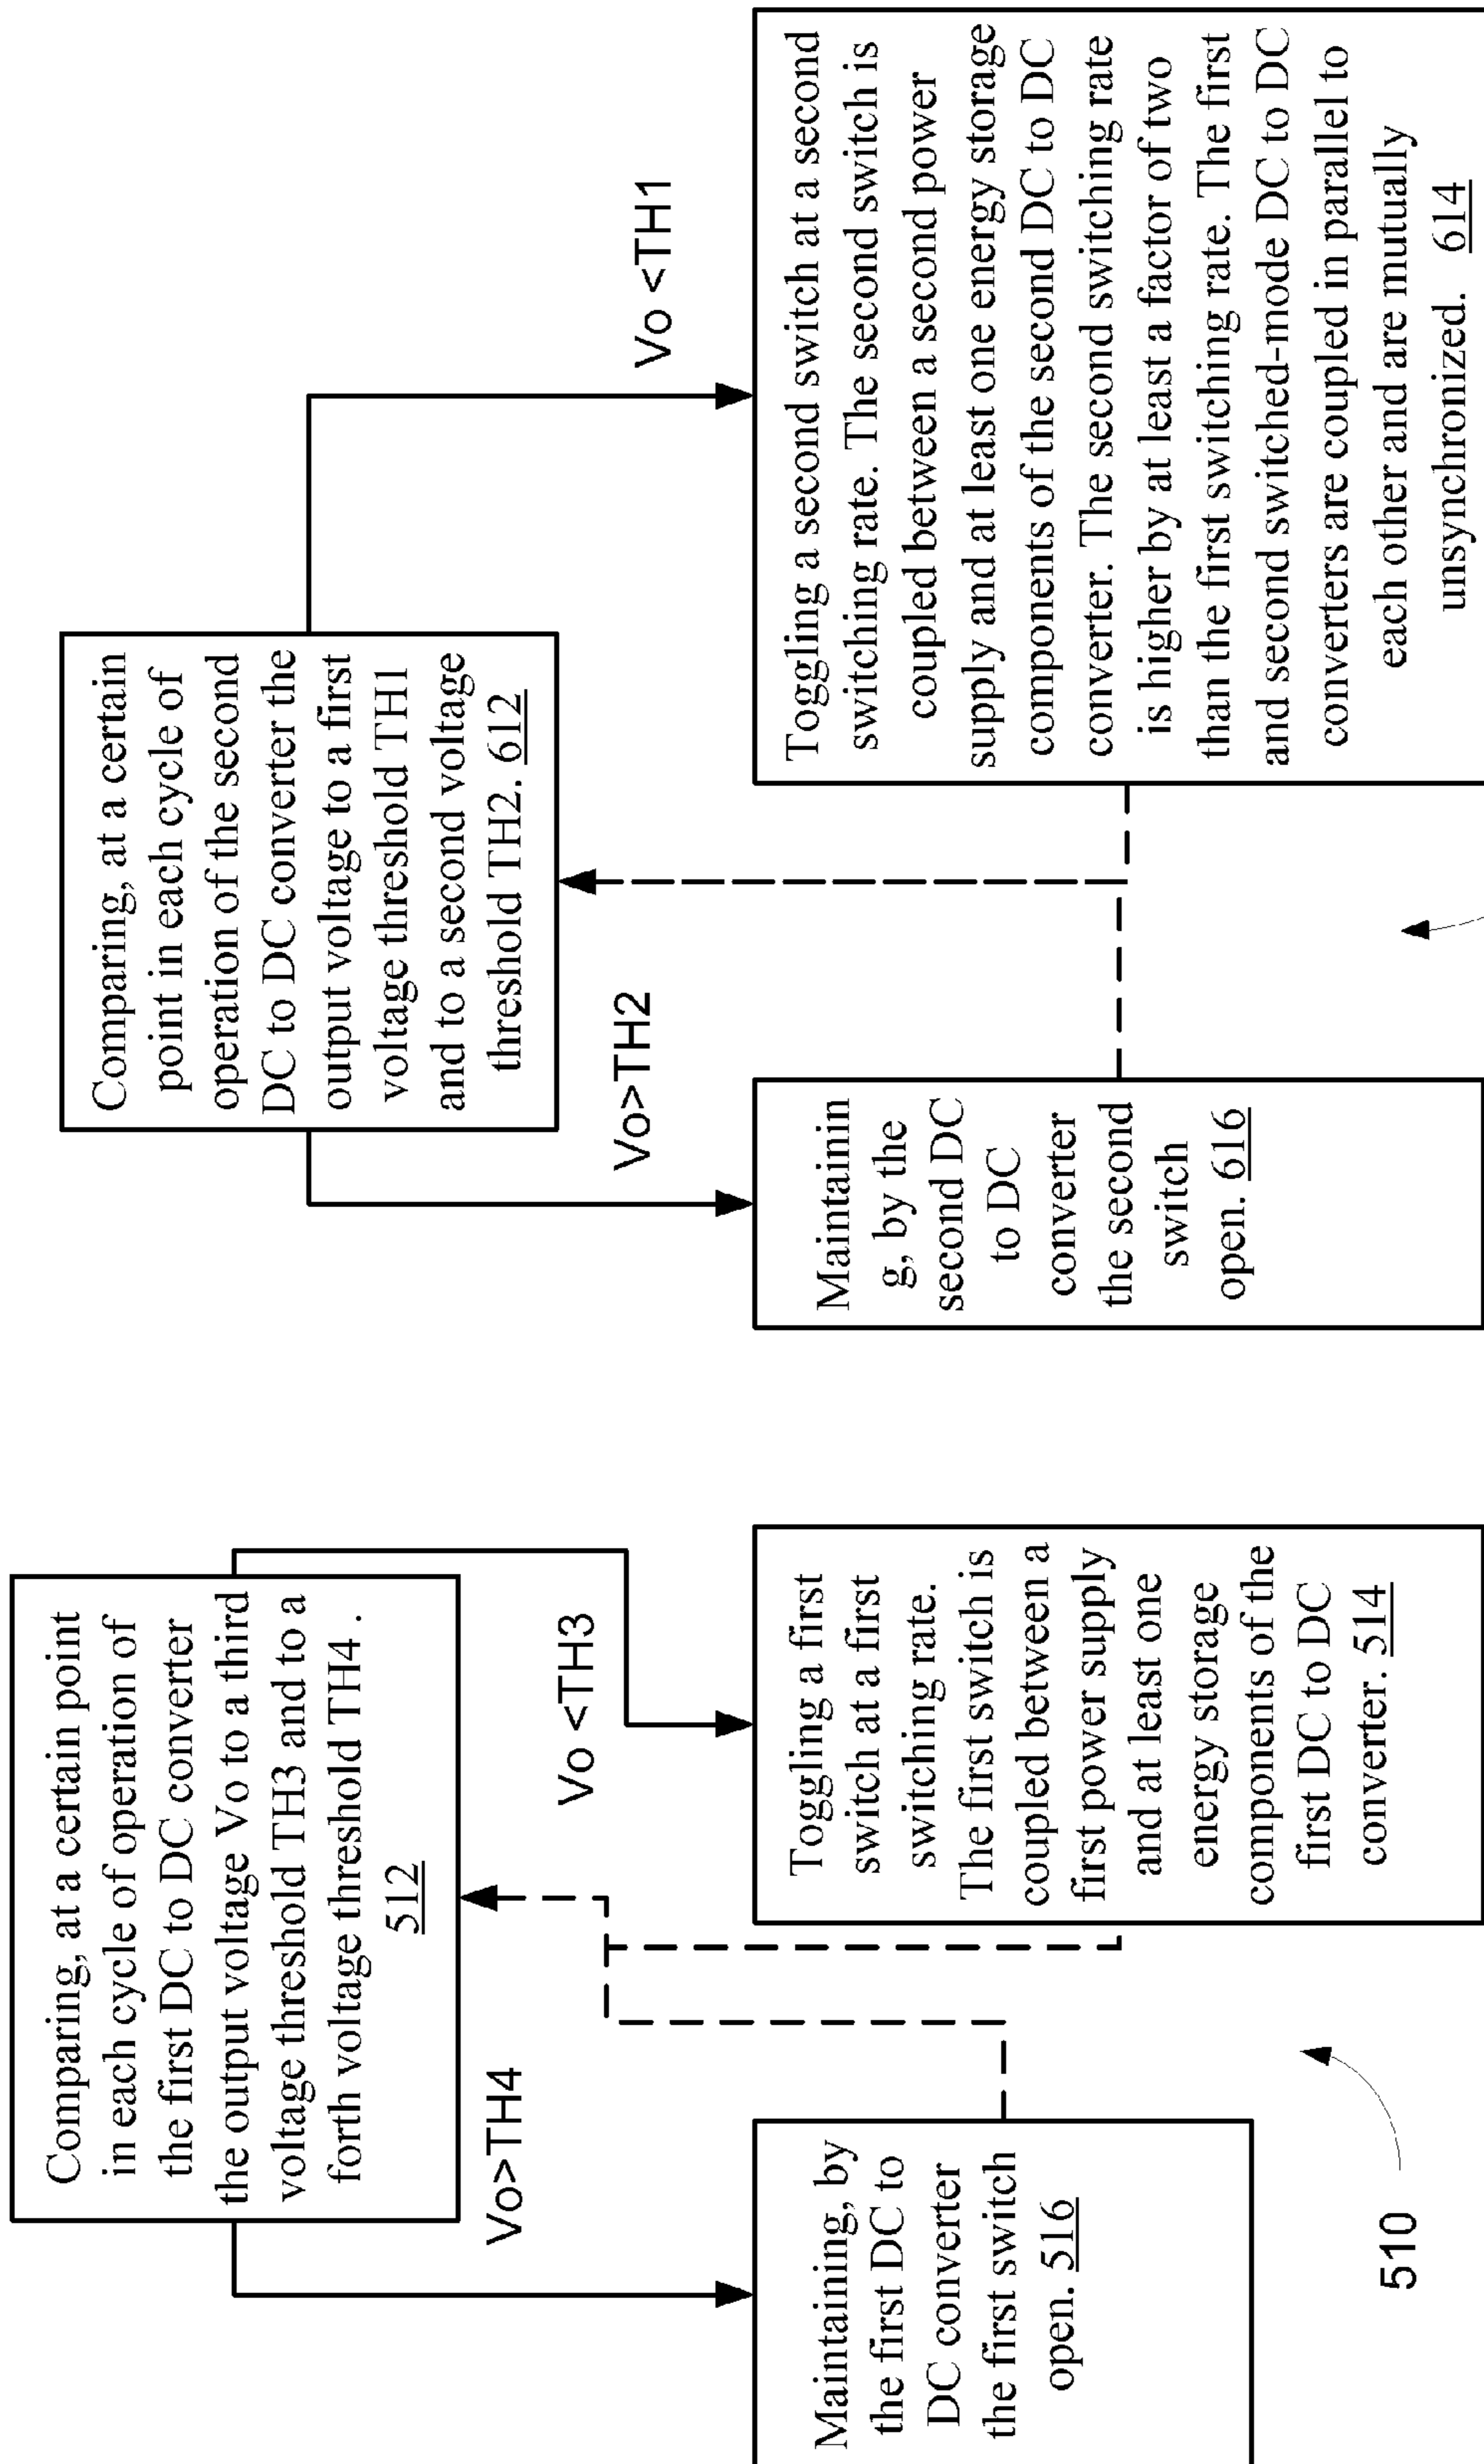 Comparing, at a certain point
in each cycle of operation of
the first DC to DC converter
the output voltage Vo to a third
voltage threshold TH3 and to a
forth voltage threshold TH4 .
512
Vo>TH4
Vo <TH3
Maintaining, by
the first DC to
DC converter
the first switch
open. 516
Toggling a first
switch at a first
switching rate.
The first switch is
coupled between a
first power supply
and at least one
energy storage
components of the
first DC to DC
converter. 514
510
Comparing, at a certain
point in each cycle of
operation of the second
DC to DC converter the
output voltage to a first
voltage threshold TH1
and to a second voltage
threshold TH2. 612
Vo>TH2
Vo <TH1
Maintainin
g, by the
second DC
to DC
converter
the second
switch
open. 616
Toggling a second switch at a second
switching rate. The second switch is
coupled between a second power
supply and at least one energy storage
components of the second DC to DC
converter. The second switching rate
is higher by at least a factor of two
than the first switching rate. The first
and second switched-mode DC to DC
converters are coupled in parallel to
each other and are mutually
unsynchronized. 614